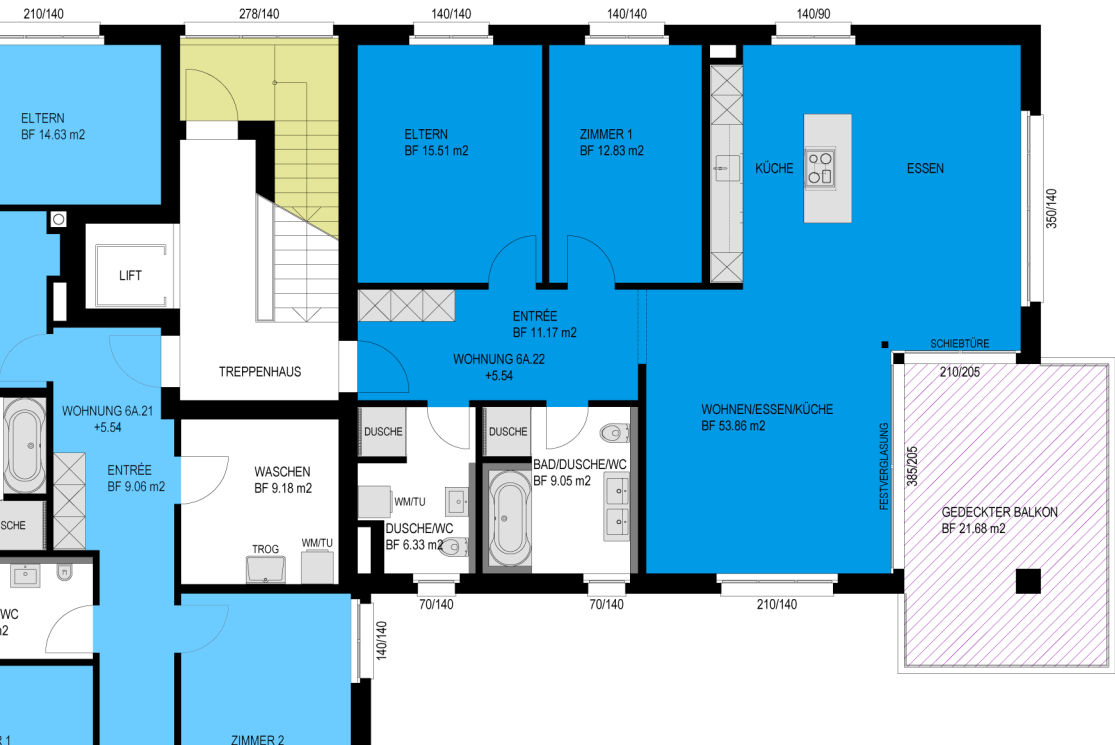 210/140
278/140
140/140
140/140
140/90
ELTERN
BF 14.63 m2
ELTERN
BF 15.51 m2
ZIMMER 1
BF 12.83 m2
KÜCHE
ESSEN
350/140
LIFT
ENTRÉE
BF 11.17 m2
WOHNUNG 6A.22
+5.54
TREPPENHAUS
SCHIEBTÜRE
210/205
WOHNUNG 6A.21
+5.54
WOHNEN/ESSEN/KÜCHE
BF 53.86 m2
DUSCHE
DUSCHE
FESTVERGLASUNG
385/205
ENTRÉE
BF 9.06 m2
WASCHEN
BF 9.18 m2
BAD/DUSCHE/WC
BF 9.05 m2
WM/TU
GEDECKTER BALKON
BF 21.68 m2
SCHE
DUSCHE/WC
BF 6.33 m2
TROG
WM/TU
70/140
70/140
210/140
WC
m2
140/140
R 1
ZIMMER 2